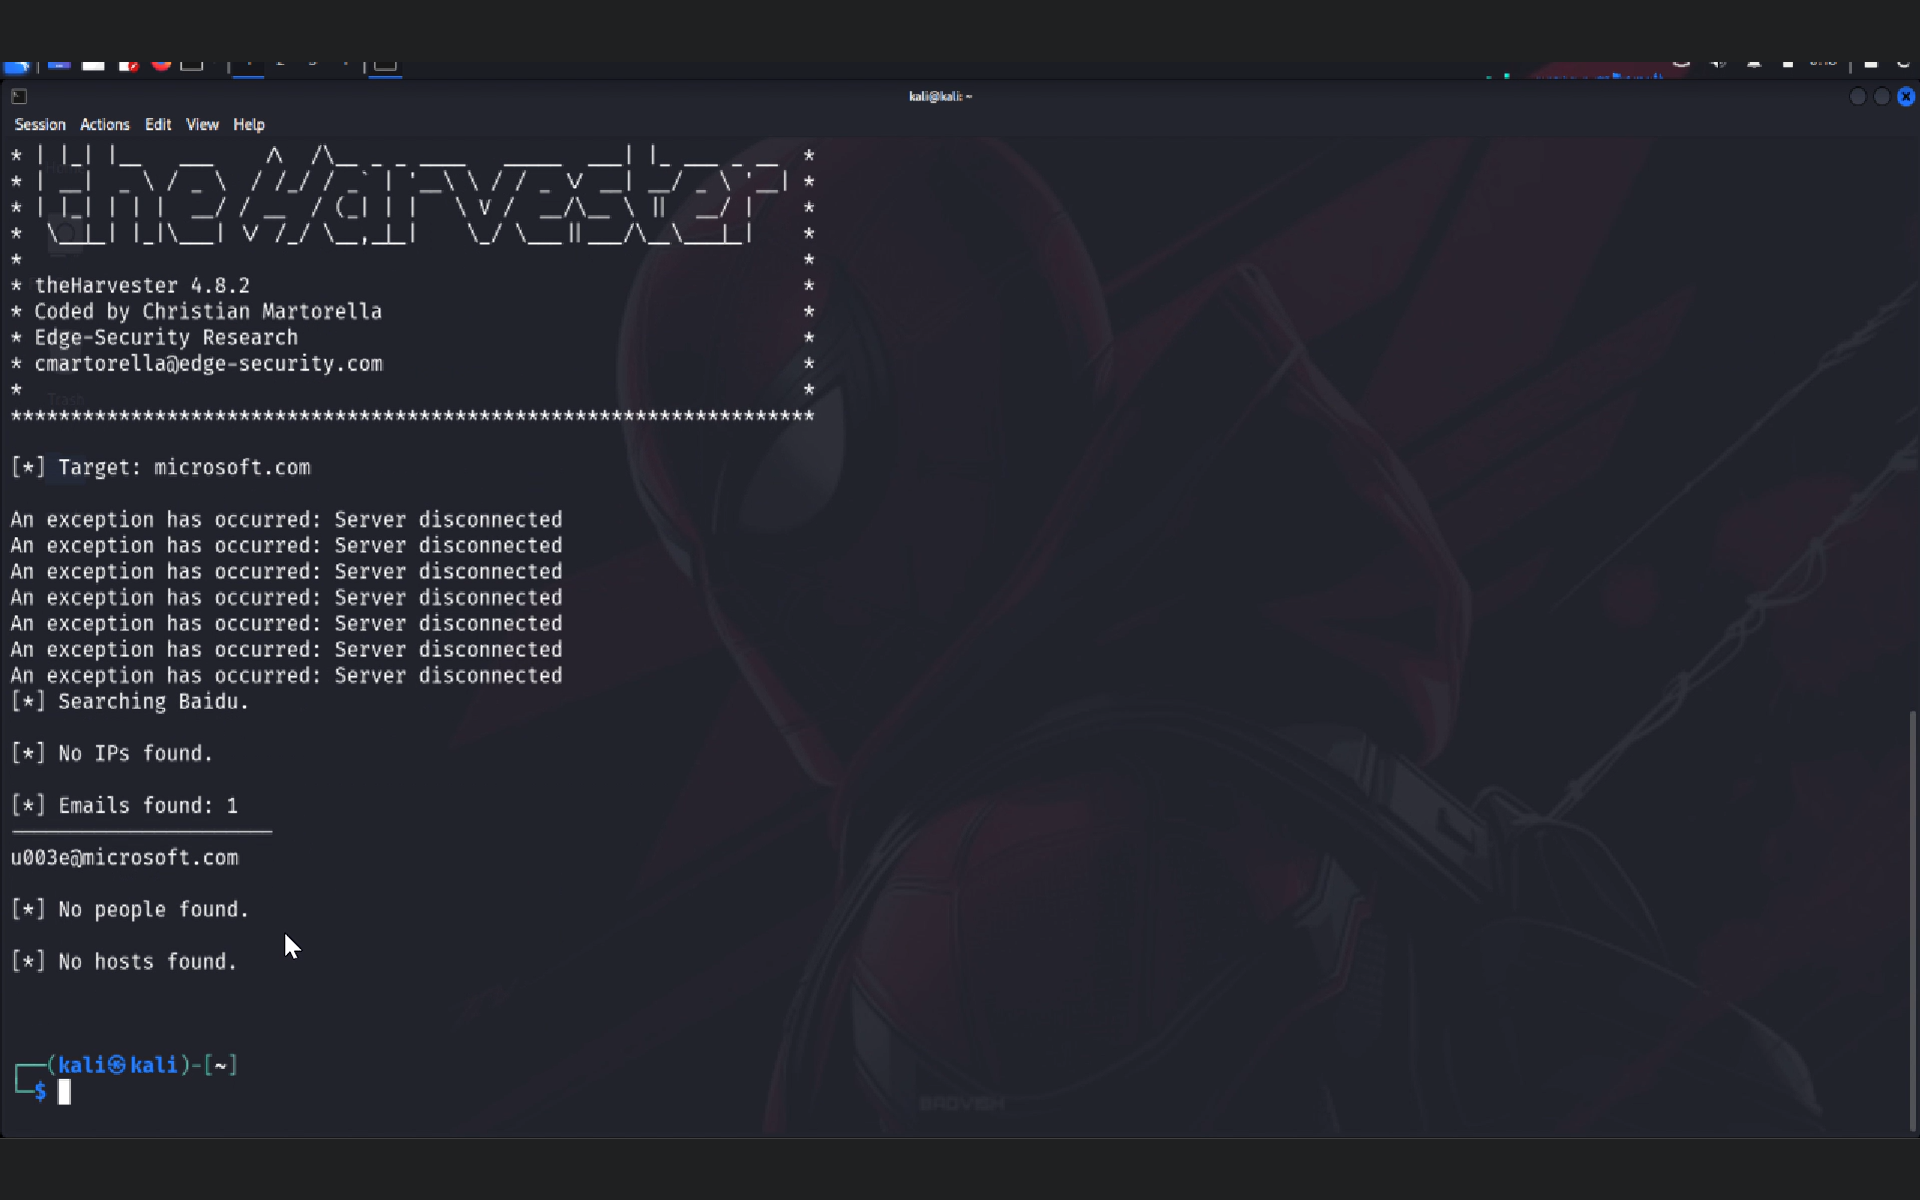 kali@kali: ~
Session Actions Edit View Help
* theHarvester *
* theHarvester 4.8.2 *
* Coded by Christian Martorella *
* Edge-Security Research *
* cmartorella@edge-security.com *
* *
Trash
*******************************************************************
[*] Target: microsoft.com
An exception has occurred: Server disconnected
An exception has occurred: Server disconnected
An exception has occurred: Server disconnected
An exception has occurred: Server disconnected
An exception has occurred: Server disconnected
An exception has occurred: Server disconnected
An exception has occurred: Server disconnected
[*] Searching Baidu.
[*] No IPs found.
[*] Emails found: 1
u003e@microsoft.com
[*] No people found.
[*] No hosts found.
(kali㉿kali)-[~]
$